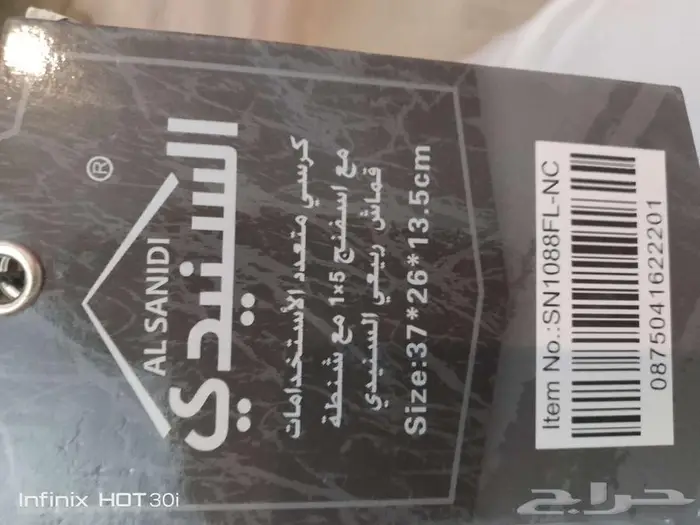 ®
AL SANIDI
السنيدي
كرسي متعدد الأستخدامات
مع اسفنج 5×1 مع شنطة
قماش ربيعي السنيدي
Size:37*26*13.5cm
Item No.:SN1088FL-NC
0875041622201
Infinix HOT 30i
حراج